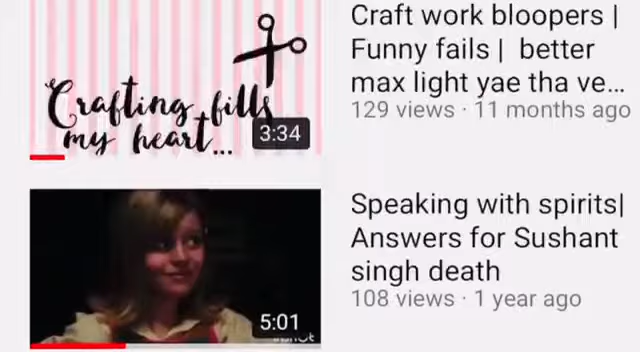 Crafting fills
my heart...
3:34
Craft work bloopers |
Funny fails | better
max light yae tha ve...
129 views · 11 months ago
5:01
Speaking with spirits|
Answers for Sushant
singh death
108 views · 1 year ago